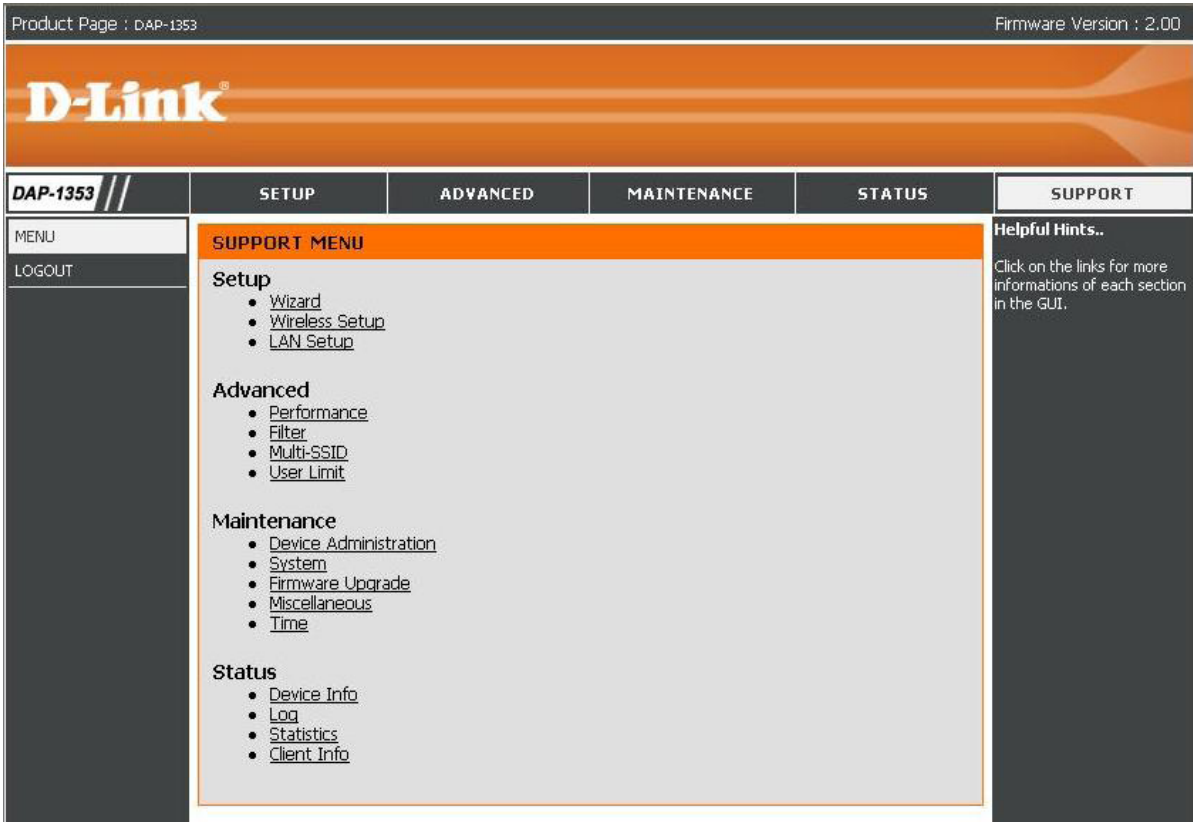 Product Page : DAP-1353
Firmware Version : 2.00
D-Link®
DAP-1353
SETUP
ADVANCED
MAINTENANCE
STATUS
SUPPORT
MENU
LOGOUT
SUPPORT MENU
Setup
• Wizard
• Wireless Setup
• LAN Setup
Advanced
• Performance
• Filter
• Multi-SSID
• User Limit
Maintenance
• Device Administration
• System
• Firmware Upgrade
• Miscellaneous
• Time
Status
• Device Info
• Log
• Statistics
• Client Info
Helpful Hints..
Click on the links for more
informations of each section
in the GUI.